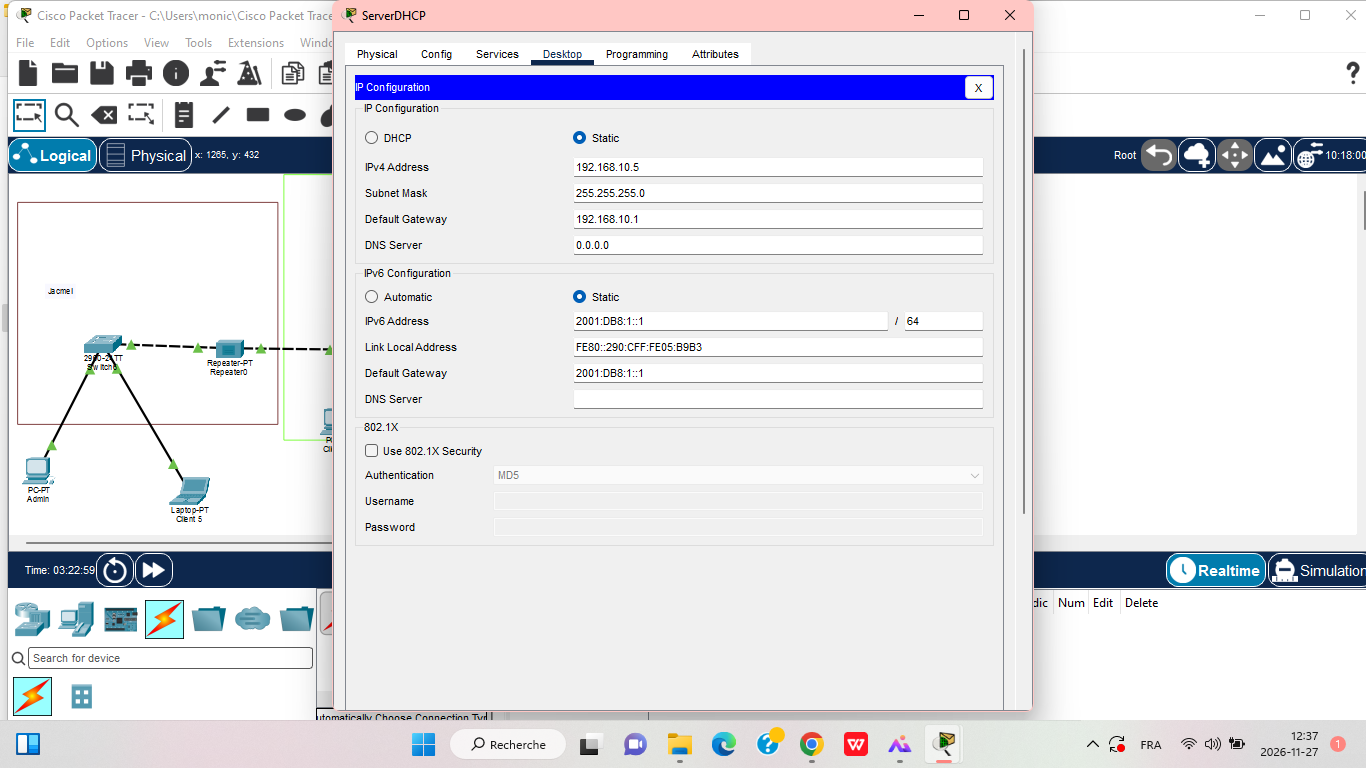 Cisco Packet Tracer - C:\Users\monic\Cisco Packet Trace
ServerDHCP
File Edit Options View Tools Extensions Windo
Physical Config Services Desktop Programming Attributes
IP Configuration X
IP Configuration
DHCP Static
IPv4 Address 192.168.10.5
Subnet Mask 255.255.255.0
Default Gateway 192.168.10.1
DNS Server 0.0.0.0
IPv6 Configuration
Automatic Static
IPv6 Address 2001:DB8:1::1 / 64
Link Local Address FE80::290:CFF:FE05:B9B3
Default Gateway 2001:DB8:1::1
DNS Server
802.1X
Use 802.1X Security
Authentication MD5
Username
Password
Logical Physical x: 1265, y: 432
Root 10:18:00
Jacmel
Repeater-PT
Repeater0
PC-PT
Admin
Laptop-PT
Client 5
Time: 03:22:59
Realtime Simulation
dic Num Edit Delete
Search for device
utomatically Choose Connection Typ
Recherche
FRA
12:37
2026-11-27
1